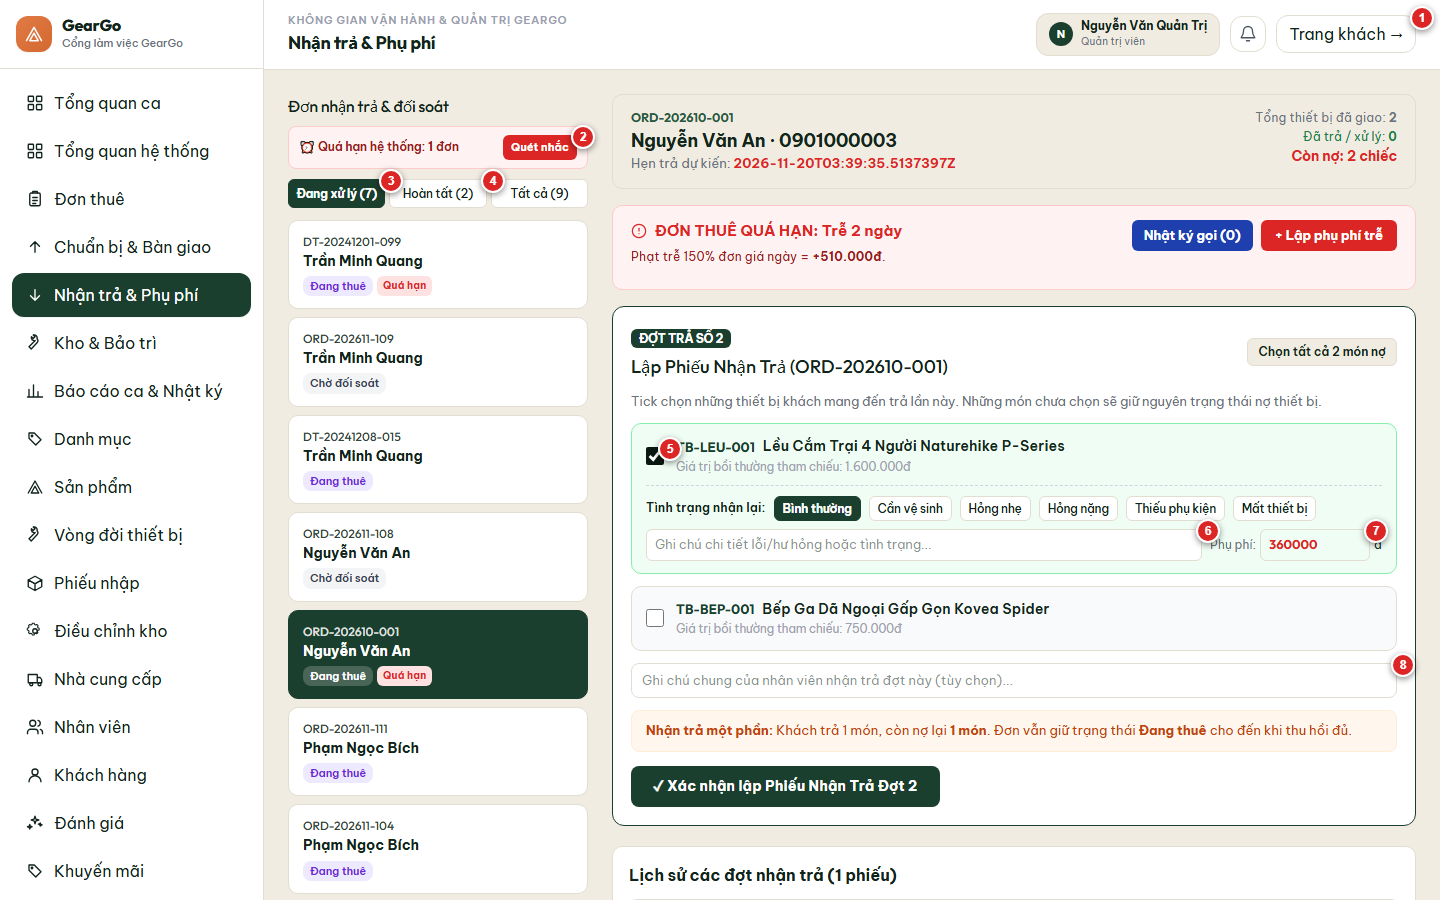 GearGo
Cổng làm việc GearGo
Tổng quan ca
Tổng quan hệ thống
Đơn thuê
Chuẩn bị & Bàn giao
Nhận trả & Phụ phí
Kho & Bảo trì
Báo cáo ca & Nhật ký
Danh mục
Sản phẩm
Vòng đời thiết bị
Phiếu nhập
Điều chỉnh kho
Nhà cung cấp
Nhân viên
Khách hàng
Đánh giá
Khuyến mãi
KHÔNG GIAN VẬN HÀNH & QUẢN TRỊ GEARGO
Nhận trả & Phụ phí
N
Nguyễn Văn Quản Trị
Quản trị viên
Trang khách →
1
Đơn nhận trả & đối soát
Quá hạn hệ thống: 1 đơn
Quét nhắc
2
Đang xử lý (7)
3
Hoàn tất (2)
4
Tất cả (9)
DT-20241201-099
Trần Minh Quang
Đang thuê
Quá hạn
ORD-202611-109
Trần Minh Quang
Chờ đối soát
DT-20241208-015
Trần Minh Quang
Đang thuê
ORD-202611-108
Nguyễn Văn An
Chờ đối soát
ORD-202610-001
Nguyễn Văn An
Đang thuê
Quá hạn
ORD-202611-111
Phạm Ngọc Bích
Đang thuê
ORD-202611-104
Phạm Ngọc Bích
Đang thuê
ORD-202610-001
Nguyễn Văn An · 0901000003
Hẹn trả dự kiến: 2026-11-20T03:39:35.5137397Z
Tổng thiết bị đã giao: 2
Đã trả / xử lý: 0
Còn nợ: 2 chiếc
ĐƠN THUÊ QUÁ HẠN: Trễ 2 ngày
Phạt trễ 150% đơn giá ngày = +510.000đ.
Nhật ký gọi (0)
+ Lập phụ phí trễ
ĐỢT TRẢ SỐ 2
Lập Phiếu Nhận Trả (ORD-202610-001)
Chọn tất cả 2 món nợ
Tick chọn những thiết bị khách mang đến trả lần này. Những món chưa chọn sẽ giữ nguyên trạng thái nợ thiết bị.
5
TB-LEU-001 Lều Cắm Trại 4 Người Naturehike P-Series
Giá trị bồi thường tham chiếu: 1.600.000đ
Tình trạng nhận lại:
Bình thường
Cần vệ sinh
Hỏng nhẹ
Hỏng nặng
Thiếu phụ kiện
Mất thiết bị
Ghi chú chi tiết lỗi/hư hỏng hoặc tình trạng...
6
Phụ phí:
360000
7
đ
TB-BEP-001 Bếp Ga Dã Ngoại Gấp Gọn Kovea Spider
Giá trị bồi thường tham chiếu: 750.000đ
Ghi chú chung của nhân viên nhận trả đợt này (tùy chọn)...
8
Nhận trả một phần: Khách trả 1 món, còn nợ lại 1 món. Đơn vẫn giữ trạng thái Đang thuê cho đến khi thu hồi đủ.
✓ Xác nhận lập Phiếu Nhận Trả Đợt 2
Lịch sử các đợt nhận trả (1 phiếu)